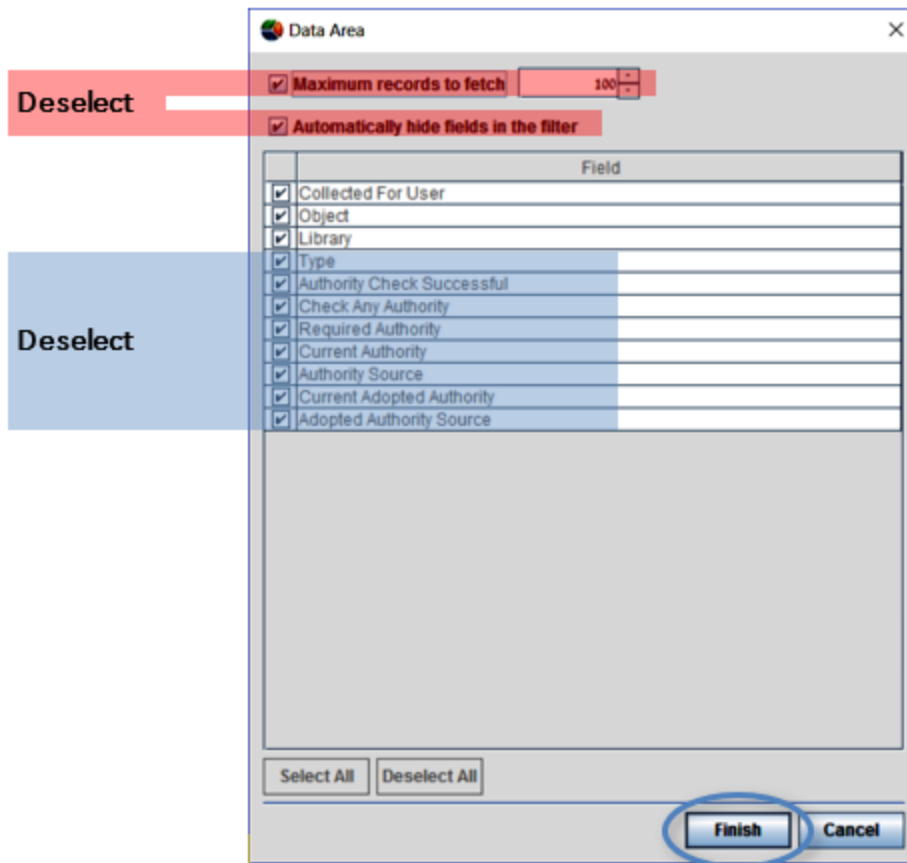 Data Area
Deselect
Maximum records to fetch 100
Automatically hide fields in the filter
Field
Collected For User
Object
Library
Deselect
Type
Authority Check Successful
Check Any Authority
Required Authority
Current Authority
Authority Source
Current Adopted Authority
Adopted Authority Source
Select All Deselect All
Finish Cancel